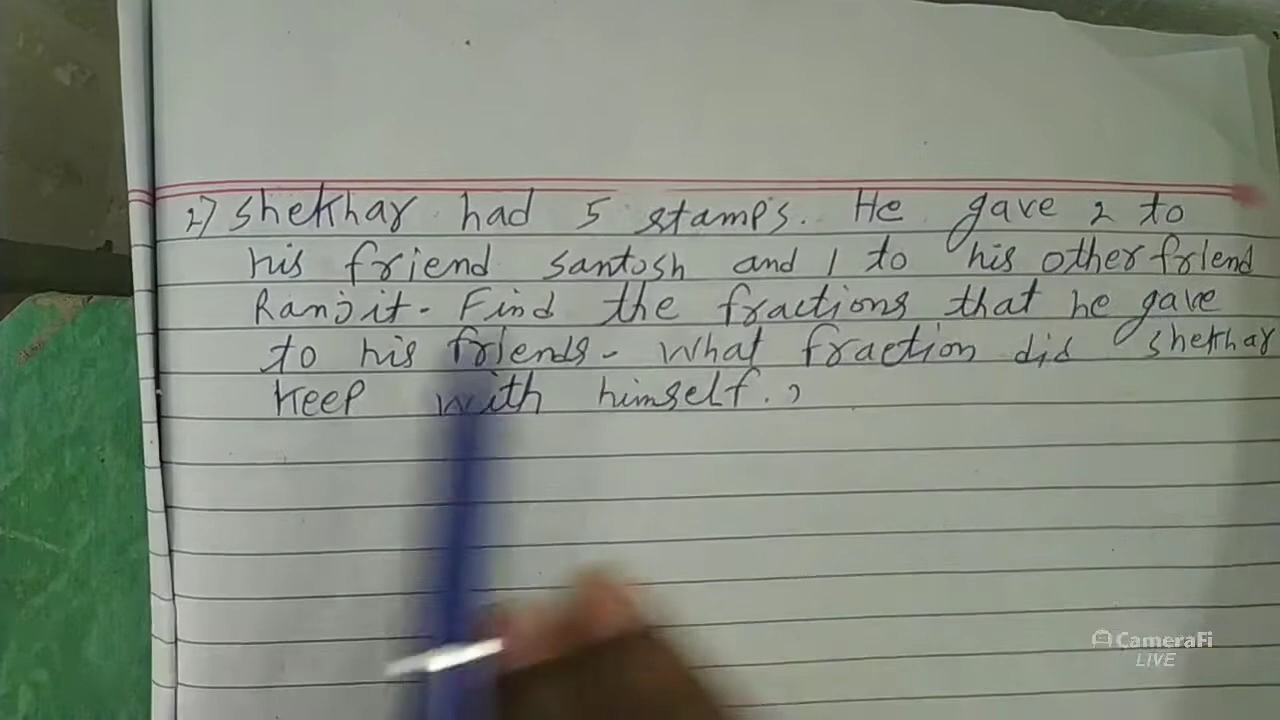 2) Shekhar had 5 stamps. He gave 2 to
his friend Santosh and 1 to his other friend
Ranjit. Find the fractions that he gave
to his friends. What fraction did Shekhar
keep with himself.?
CameraFi
LIVE